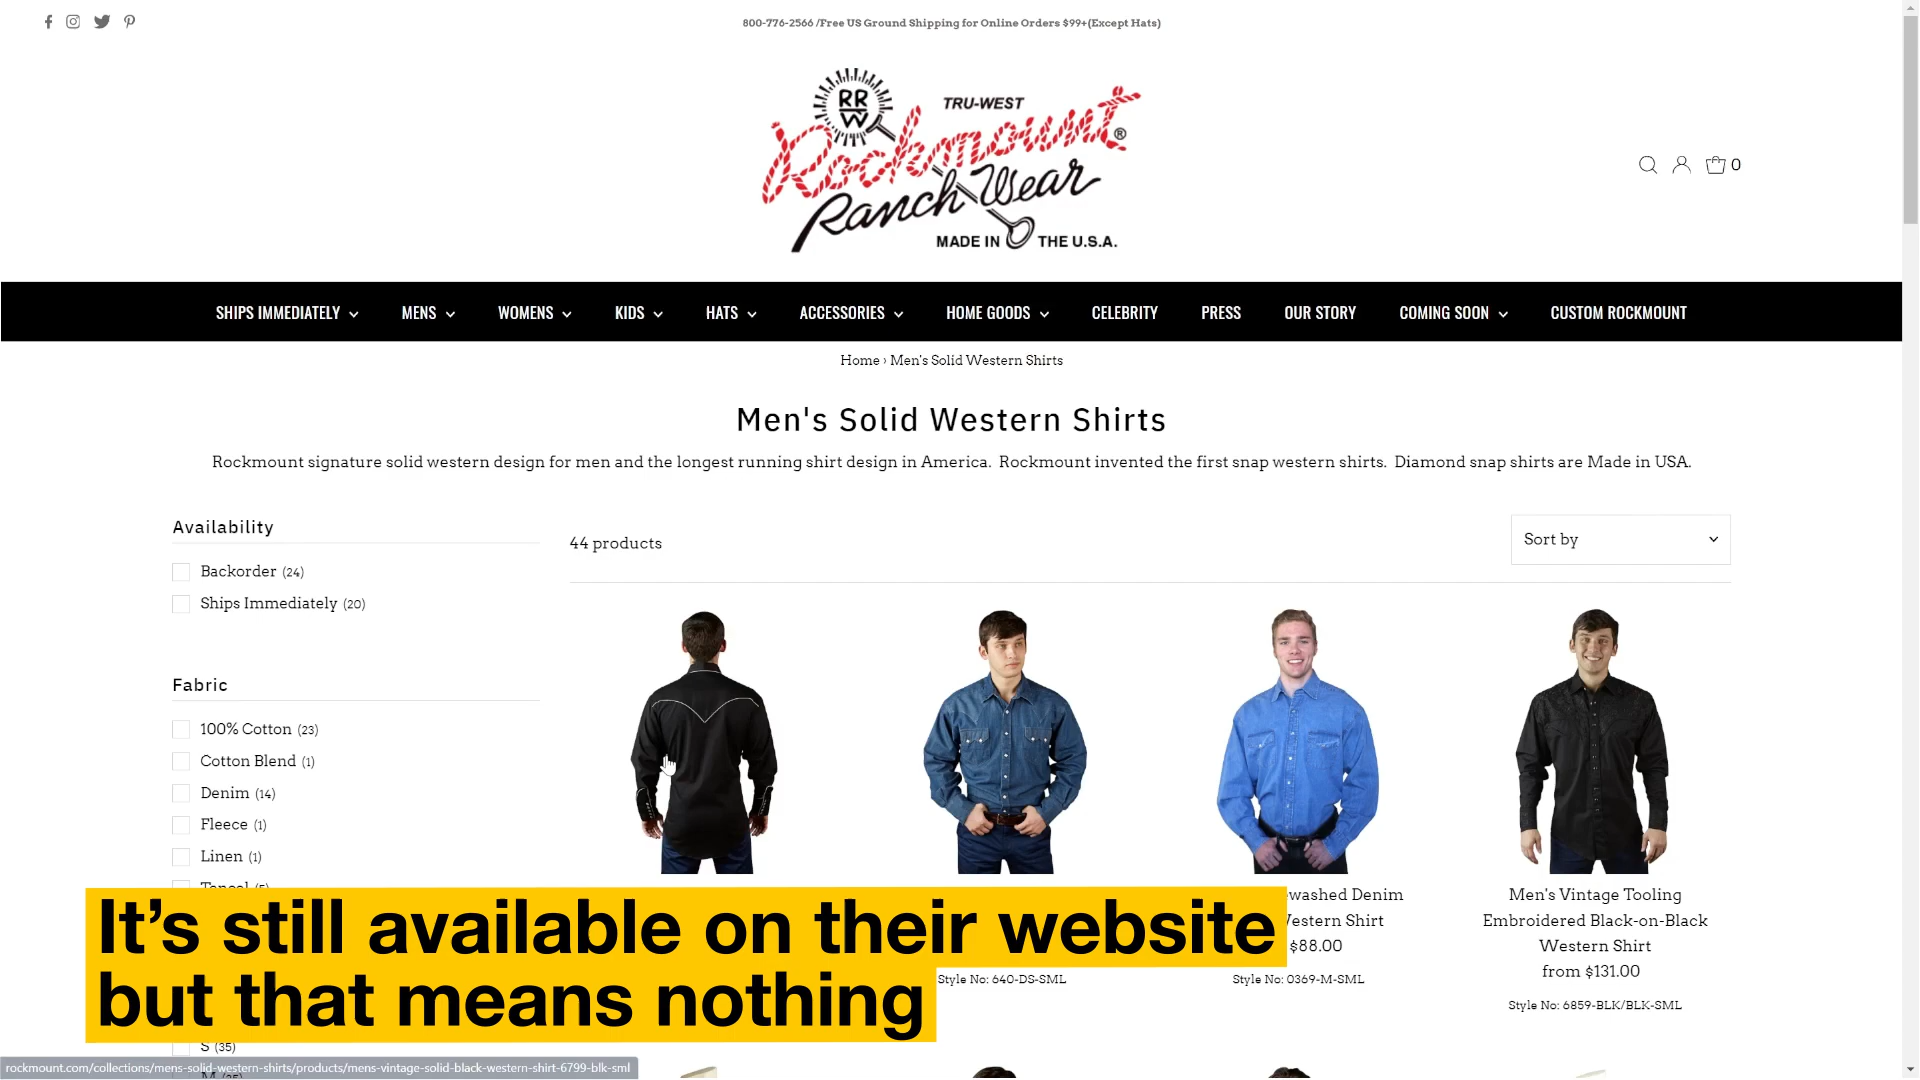 800-776-2566 /Free US Ground Shipping for Online Orders $99+(Except Hats)
RR
W
TRU-WEST
Rockmount®
Ranch Wear
MADE IN THE U.S.A.
0
SHIPS IMMEDIATELY
MENS
WOMENS
KIDS
HATS
ACCESSORIES
HOME GOODS
CELEBRITY
PRESS
OUR STORY
COMING SOON
CUSTOM ROCKMOUNT
Home › Men's Solid Western Shirts
Men's Solid Western Shirts
Rockmount signature solid western design for men and the longest running shirt design in America. Rockmount invented the first snap western shirts. Diamond snap shirts are Made in USA.
Availability
Backorder (24)
Ships Immediately (20)
Fabric
100% Cotton (23)
Cotton Blend (1)
Denim (14)
Fleece (1)
Linen (1)
Tencel (5)
S (35)
44 products
Sort by
washed Denim
Western Shirt
$88.00
Style No: 640-DS-SML
Style No: 0369-M-SML
Men's Vintage Tooling
Embroidered Black-on-Black
Western Shirt
from $131.00
Style No: 6859-BLK/BLK-SML
It's still available on their website
but that means nothing
rockmount.com/collections/mens-solid-western-shirts/products/mens-vintage-solid-black-western-shirt-6799-blk-sml